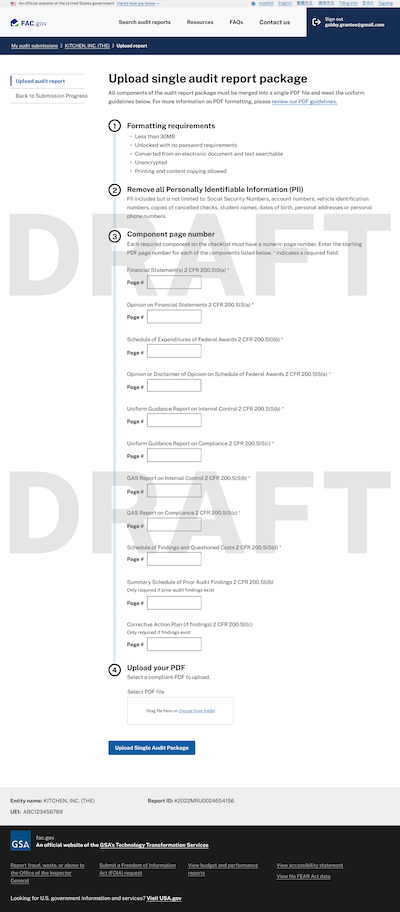 An official website of the United States government Here's how you know
español English 繁體中文 简体中文 Tiếng việt 한국어 Tagalog
FAC.gov
Search audit reports Resources FAQs Contact us
Sign out
gabby.grantee@gmail.com
My audit submissions > KITCHEN, INC. (THE) > Upload report
Upload audit report
Back to Submission Progress
Upload single audit report package
All components of the audit report package must be merged into a single PDF file and meet the uniform
guidelines below. For more information on PDF formatting, please review our PDF guidelines.
1 Formatting requirements
• Less than 30MB
• Unlocked with no password requirements
• Converted from an electronic document and text searchable
• Unencrypted
• Printing and content copying allowed
2 Remove all Personally Identifiable Information (PII)
PII includes but is not limited to: Social Security Numbers, account numbers, vehicle identification
numbers, copies of cancelled checks, student names, dates of birth, personal addresses or personal
phone numbers.
DRAFT
3 Component page number
Each required component on the checklist must have a numeric page number. Enter the starting
PDF page number for each of the components listed below. * indicates a required field.
Financial Statement(s) 2 CFR 200.510(a) *
Page #
Opinion on Financial Statements 2 CFR 200.515(a) *
Page #
Schedule of Expenditures of Federal Awards 2 CFR 200.510(b) *
Page #
Opinion or Disclaimer of Opinion on Schedule of Federal Awards 2 CFR 200.515(a) *
Page #
Uniform Guidance Report on Internal Control 2 CFR 200.515(b) *
Page #
Uniform Guidance Report on Compliance 2 CFR 200.515(c) *
Page #
DRAFT
GAS Report on Internal Control 2 CFR 200.515(b) *
Page #
GAS Report on Compliance 2 CFR 200.515(c) *
Page #
Schedule of Findings and Questioned Costs 2 CFR 200.515(d) *
Page #
Summary Schedule of Prior Audit Findings 2 CFR 200.511(b)
Only required if prior audit findings exist
Page #
Corrective Action Plan (if findings) 2 CFR 200.511(c)
Only required if findings exist
Page #
4 Upload your PDF
Select a compliant PDF to upload.
Select PDF file
Drag file here or choose from folder
Upload Single Audit Package
Entity name: KITCHEN, INC. (THE) Report ID: #2022MRU0024654156
UEI: ABC123456789
GSA
fac.gov
An official website of the GSA's Technology Transformation Services
Report fraud, waste, or abuse to
the Office of the Inspector
General
Submit a Freedom of Information
Act (FOIA) request
View budget and performance
reports
View accessibility statement
View No FEAR Act data
Looking for U.S. government information and services? Visit USA.gov